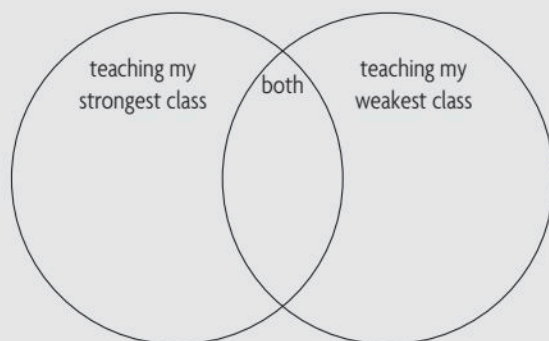 teaching my
strongest class
both
teaching my
weakest class